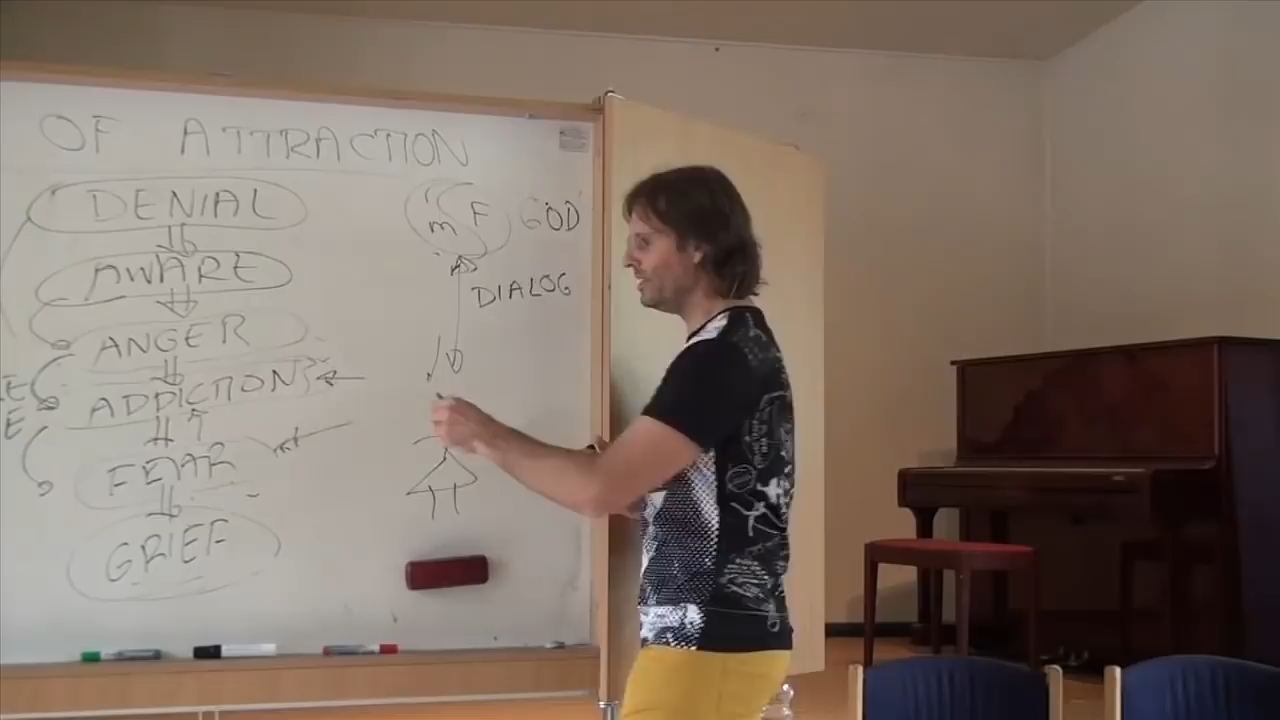 OF ATTRACTION
DENIAL
AWARE
ANGER
ADDICTION
FEAR
GRIEF
m F GOD
DIALOG